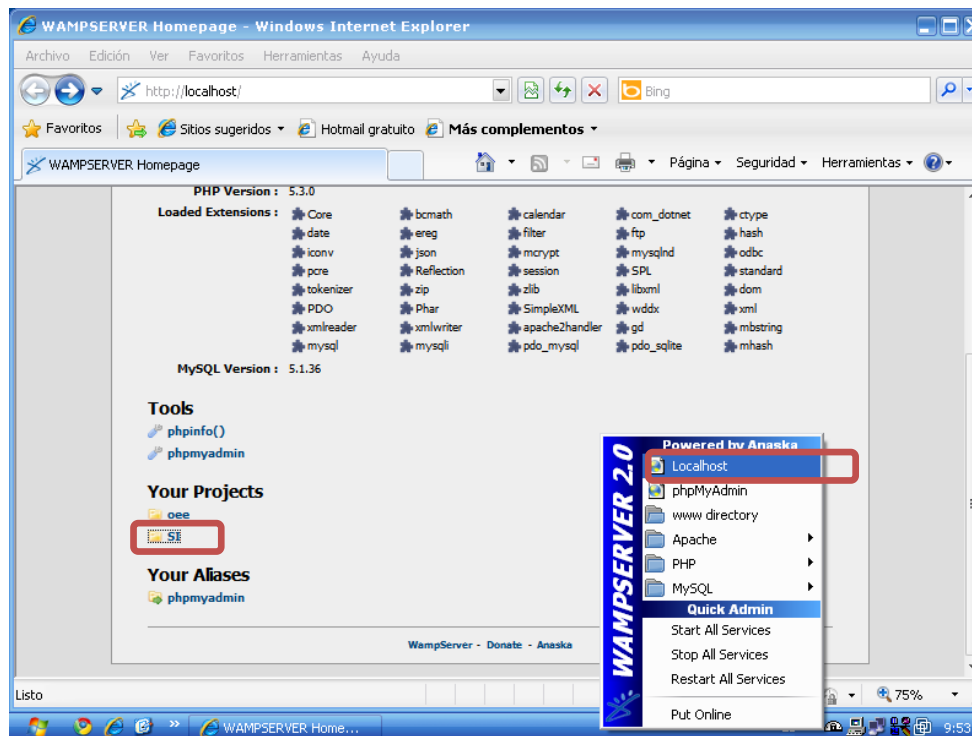 WAMPSERVER Homepage - Windows Internet Explorer
Archivo Edición Ver Favoritos Herramientas Ayuda
http://localhost/
Bing
Favoritos Sitios sugeridos Hotmail gratuito Más complementos
WAMPSERVER Homepage
Página Seguridad Herramientas
PHP Version : 5.3.0
Loaded Extensions : Core bcmath calendar com_dotnet ctype
date ereg filter ftp hash
iconv json mcrypt mysqlnd odbc
pcre Reflection session SPL standard
tokenizer zip zlib libxml dom
PDO Phar SimpleXML wddx xml
xmlreader xmlwriter apache2handler gd mbstring
mysql mysqli pdo_mysql pdo_sqlite mhash
MySQL Version : 5.1.36
Tools
phpinfo()
phpmyadmin
Your Projects
oee
SI
Your Aliases
phpmyadmin
WampServer - Donate - Anaska
WAMPSERVER 2.0
Powered by Anaska
Localhost
phpMyAdmin
www directory
Apache
PHP
MySQL
Quick Admin
Start All Services
Stop All Services
Restart All Services
Put Online
Listo
75%
WAMPSERVER Home...
9:53